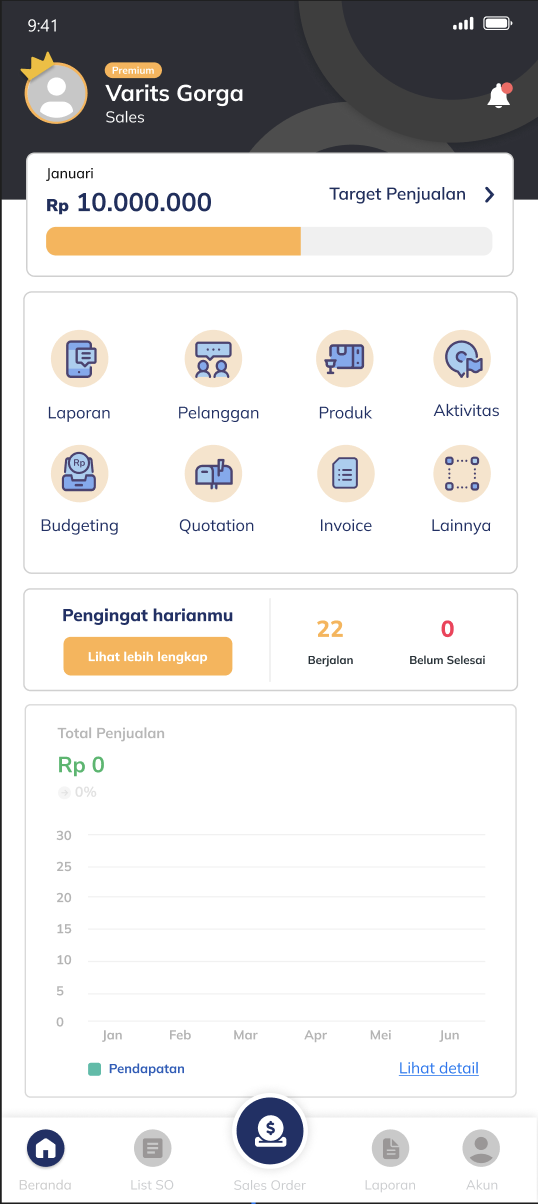 9:41
Premium
Varits Gorga
Sales
Januari
Rp 10.000.000
Target Penjualan
Laporan Pelanggan Produk Aktivitas
Rp
Budgeting Quotation Invoice Lainnya
Pengingat harianmu
Lihat lebih lengkap
22
Berjalan
0
Belum Selesai
Total Penjualan
Rp 0
0%
30
25
20
15
10
5
0
Jan Feb Mar Apr Mei Jun
Pendapatan
Lihat detail
$
Beranda List SO Sales Order Laporan Akun